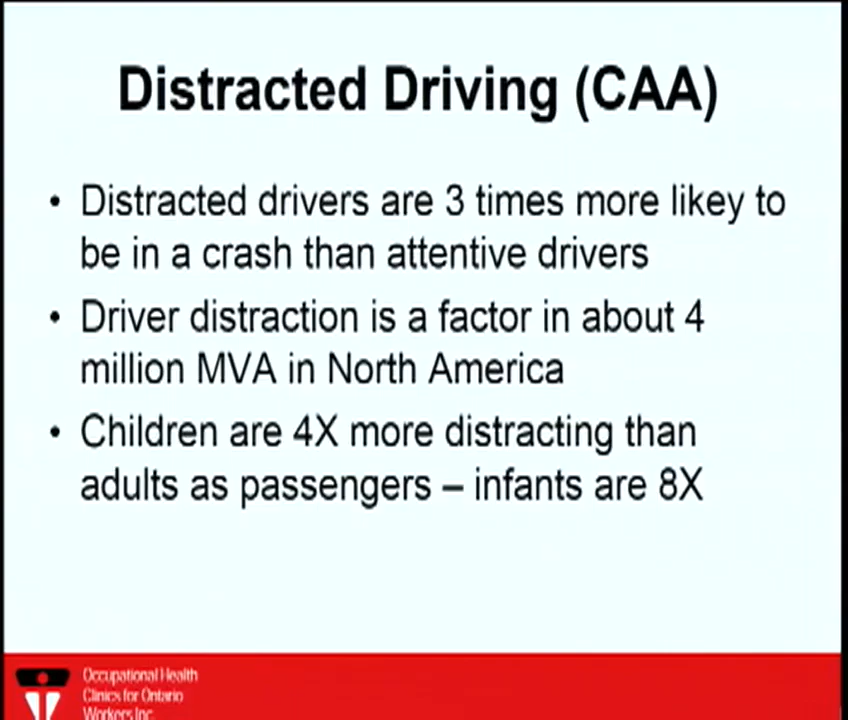 Distracted Driving (CAA)
• Distracted drivers are 3 times more likey to
be in a crash than attentive drivers
• Driver distraction is a factor in about 4
million MVA in North America
• Children are 4X more distracting than
adults as passengers – infants are 8X
Occupational Health
Clinics for Ontario
Workers Inc.